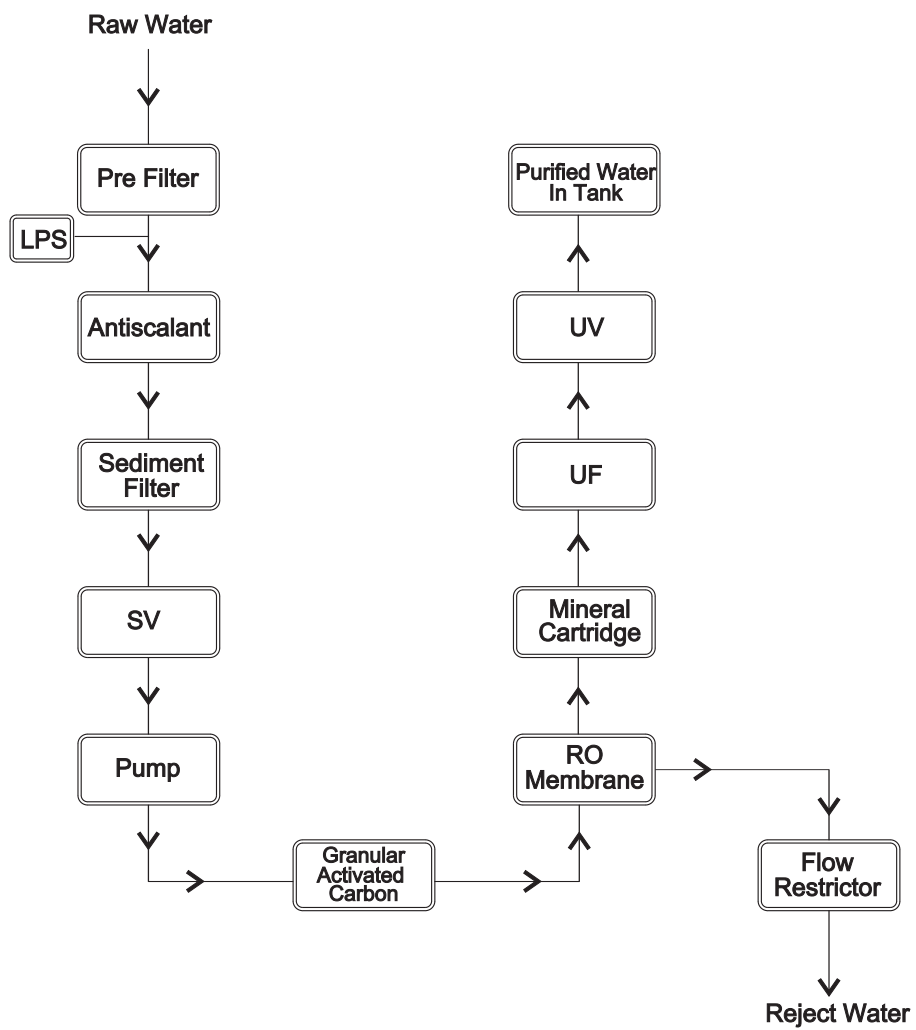 Raw Water
Pre Filter
LPS
Antiscalant
Sediment
Filter
SV
Pump
Granular
Activated
Carbon
RO
Membrane
Mineral
Cartridge
UF
UV
Purified Water
In Tank
Flow
Restrictor
Reject Water